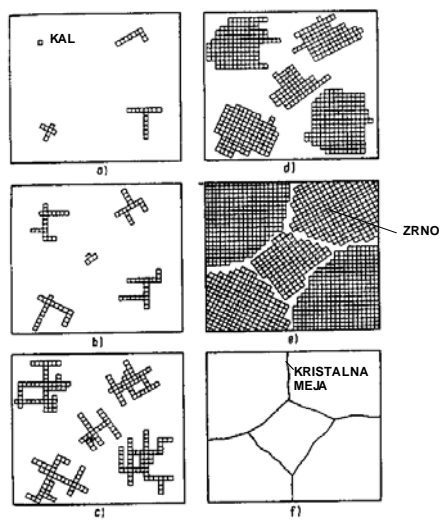 KAL
a)
d)
ZRNO
b)
e)
KRISTALNA
MEJA
c)
f)